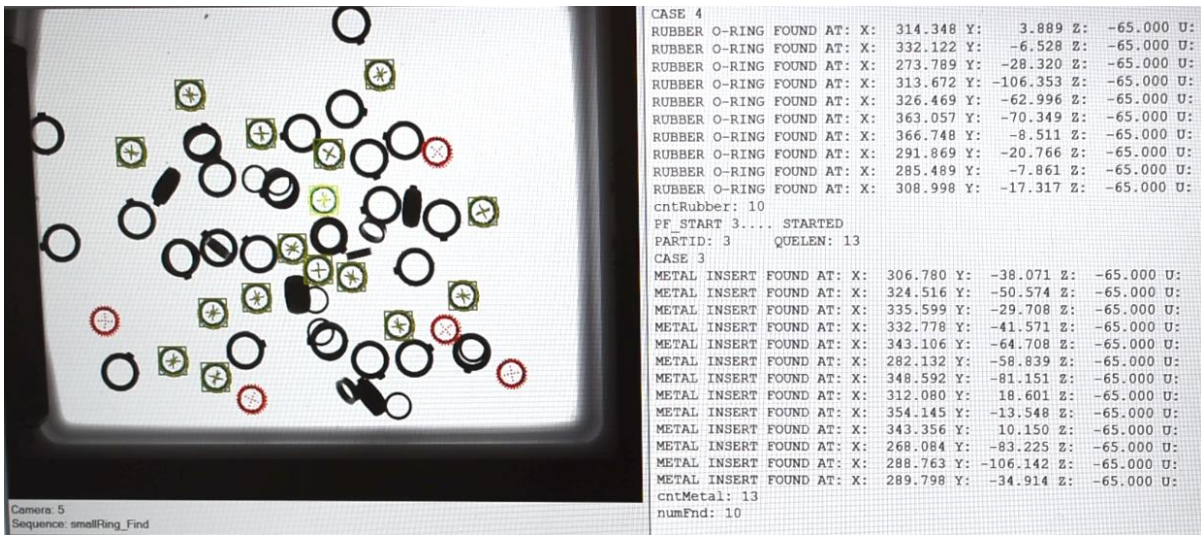 CASE 4
RUBBER O-RING FOUND AT: X: 314.348 Y: 3.889 Z: -65.000 U:
RUBBER O-RING FOUND AT: X: 332.122 Y: -6.528 Z: -65.000 U:
RUBBER O-RING FOUND AT: X: 273.789 Y: -28.320 Z: -65.000 U:
RUBBER O-RING FOUND AT: X: 313.672 Y: -106.353 Z: -65.000 U:
RUBBER O-RING FOUND AT: X: 326.469 Y: -62.996 Z: -65.000 U:
RUBBER O-RING FOUND AT: X: 363.057 Y: -70.349 Z: -65.000 U:
RUBBER O-RING FOUND AT: X: 366.748 Y: -8.511 Z: -65.000 U:
RUBBER O-RING FOUND AT: X: 291.869 Y: -20.766 Z: -65.000 U:
RUBBER O-RING FOUND AT: X: 285.489 Y: -7.861 Z: -65.000 U:
RUBBER O-RING FOUND AT: X: 308.998 Y: -17.317 Z: -65.000 U:
cntRubber: 10
PF_START 3.... STARTED
PARTID: 3 QUELEN: 13
CASE 3
METAL INSERT FOUND AT: X: 306.780 Y: -38.071 Z: -65.000 U:
METAL INSERT FOUND AT: X: 324.516 Y: -50.574 Z: -65.000 U:
METAL INSERT FOUND AT: X: 335.599 Y: -29.708 Z: -65.000 U:
METAL INSERT FOUND AT: X: 332.778 Y: -41.571 Z: -65.000 U:
METAL INSERT FOUND AT: X: 343.106 Y: -64.708 Z: -65.000 U:
METAL INSERT FOUND AT: X: 282.132 Y: -58.839 Z: -65.000 U:
METAL INSERT FOUND AT: X: 348.592 Y: -81.151 Z: -65.000 U:
METAL INSERT FOUND AT: X: 312.080 Y: 18.601 Z: -65.000 U:
METAL INSERT FOUND AT: X: 354.145 Y: -13.548 Z: -65.000 U:
METAL INSERT FOUND AT: X: 343.356 Y: 10.150 Z: -65.000 U:
METAL INSERT FOUND AT: X: 268.084 Y: -83.225 Z: -65.000 U:
METAL INSERT FOUND AT: X: 288.763 Y: -106.142 Z: -65.000 U:
METAL INSERT FOUND AT: X: 289.798 Y: -34.914 Z: -65.000 U:
cntMetal: 13
numFnd: 10
Camera: 5
Sequence: smallRing_Find